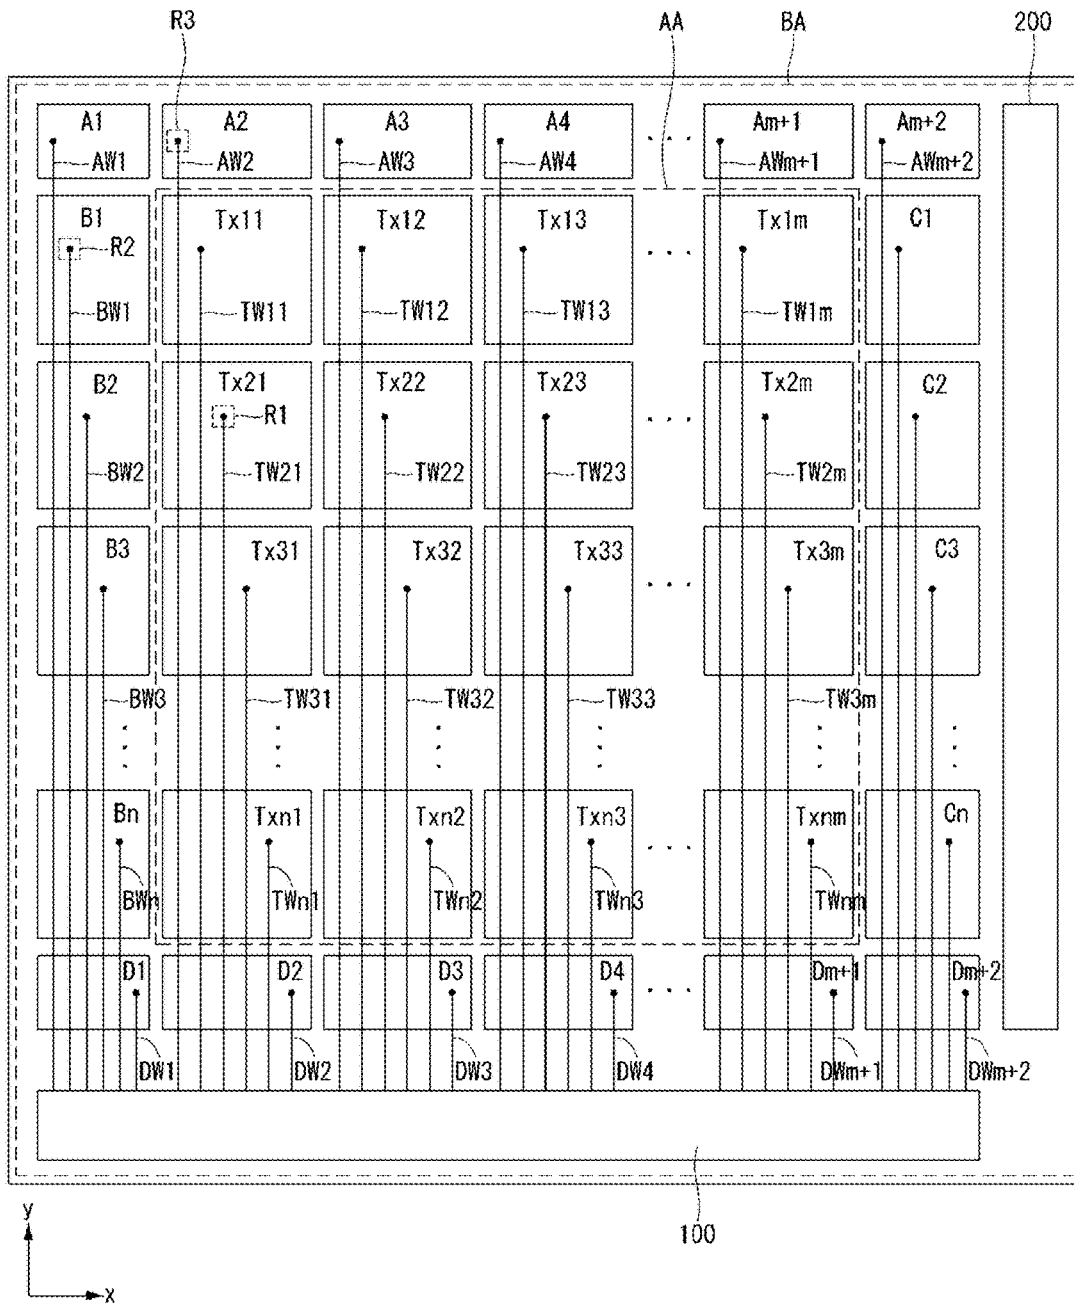 R3 AA BA 200
A1 A2 A3 A4 . . . Am+1 Am+2
AW1 AW2 AW3 AW4 AWm+1 AWm+2
B1 Tx11 Tx12 Tx13 Tx1m C1
R2 . . .
BW1 TW11 TW12 TW13 TW1m
B2 Tx21 Tx22 Tx23 Tx2m C2
R1 . . .
BW2 TW21 TW22 TW23 TW2m
B3 Tx31 Tx32 Tx33 Tx3m C3
. . .
BW3 TW31 TW32 TW33 TW3m
Bn Txn1 Txn2 Txn3 Txnm Cn
. . .
BWn TWn1 TWn2 TWn3 TWnm
D1 D2 D3 D4 . . . Dm+1 Dm+2
DW1 DW2 DW3 DW4 DWm+1 DWm+2
y
100
x